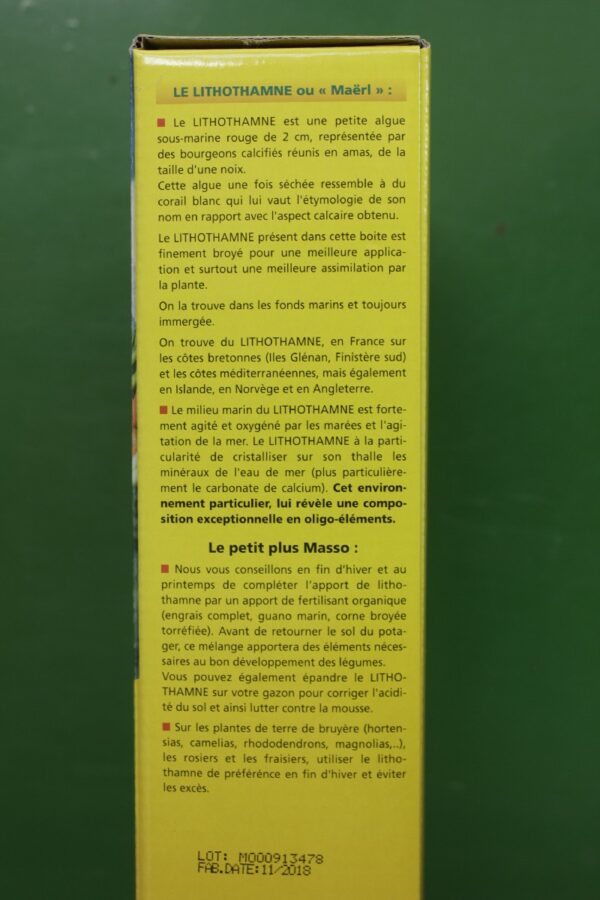 LE LITHOTHAMNE ou « Maërl » :
Le LITHOTHAMNE est une petite algue
sous-marine rouge de 2 cm, représentée par
des bourgeons calcifiés réunis en amas, de la
taille d'une noix.
Cette algue une fois séchée ressemble à du
corail blanc qui lui vaut l'étymologie de son
nom en rapport avec l'aspect calcaire obtenu.
Le LITHOTHAMNE présent dans cette boite est
finement broyé pour une meilleure applica-
tion et surtout une meilleure assimilation par
la plante.
On la trouve dans les fonds marins et toujours
immergée.
On trouve du LITHOTHAMNE, en France sur
les côtes bretonnes (Iles Glénan, Finistère sud)
et les côtes méditerranéennes, mais également
en Islande, en Norvège et en Angleterre.
Le milieu marin du LITHOTHAMNE est forte-
ment agité et oxygéné par les marées et l'agi-
tation de la mer. Le LITHOTHAMNE à la parti-
cularité de cristalliser sur son thalle les
minéraux de l'eau de mer (plus particulière-
ment le carbonate de calcium). Cet environ-
nement particulier, lui révèle une compo-
sition exceptionnelle en oligo-éléments.
Le petit plus Masso :
Nous vous conseillons en fin d'hiver et au
printemps de compléter l'apport de litho-
thamne par un apport de fertilisant organique
(engrais complet, guano marin, corne broyée
torréfiée). Avant de retourner le sol du pota-
ger, ce mélange apportera des éléments néces-
saires au bon développement des légumes.
Vous pouvez également épandre le LITHO-
THAMNE sur votre gazon pour corriger l'acidi-
té du sol et ainsi lutter contre la mousse.
Sur les plantes de terre de bruyère (horten-
sias, camelias, rhododendrons, magnolias,..),
les rosiers et les fraisiers, utiliser le litho-
thamne de préférénce en fin d'hiver et éviter
les excès.
LOT: M000913478
FAB.DATE:11/2018